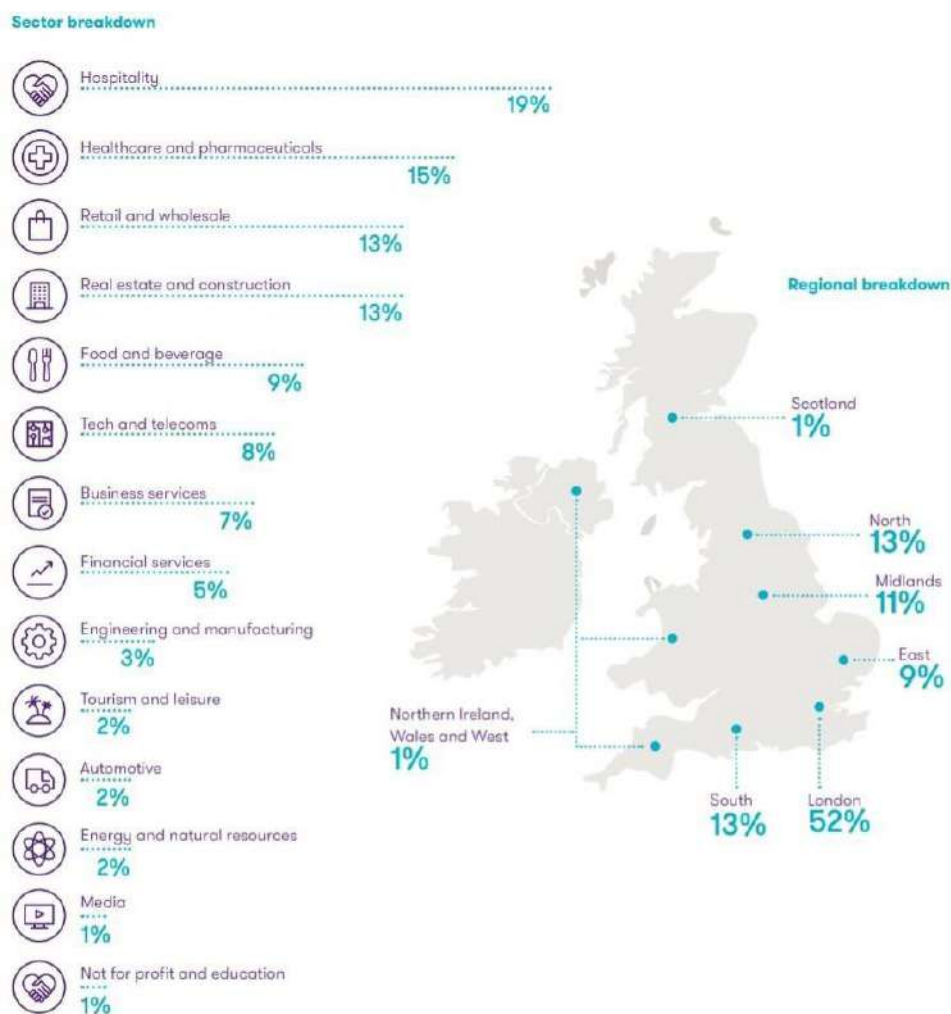 Sector breakdown
Hospitality
19%
Healthcare and pharmaceuticals
15%
Retail and wholesale
13%
Real estate and construction
13%
Food and beverage
9%
Tech and telecoms
8%
Business services
7%
Financial services
5%
Engineering and manufacturing
3%
Tourism and leisure
2%
Automotive
2%
Energy and natural resources
2%
Media
1%
Not for profit and education
1%
Regional breakdown
Scotland
1%
North
13%
Midlands
11%
East
9%
Northern Ireland,
Wales and West
1%
South
13%
London
52%